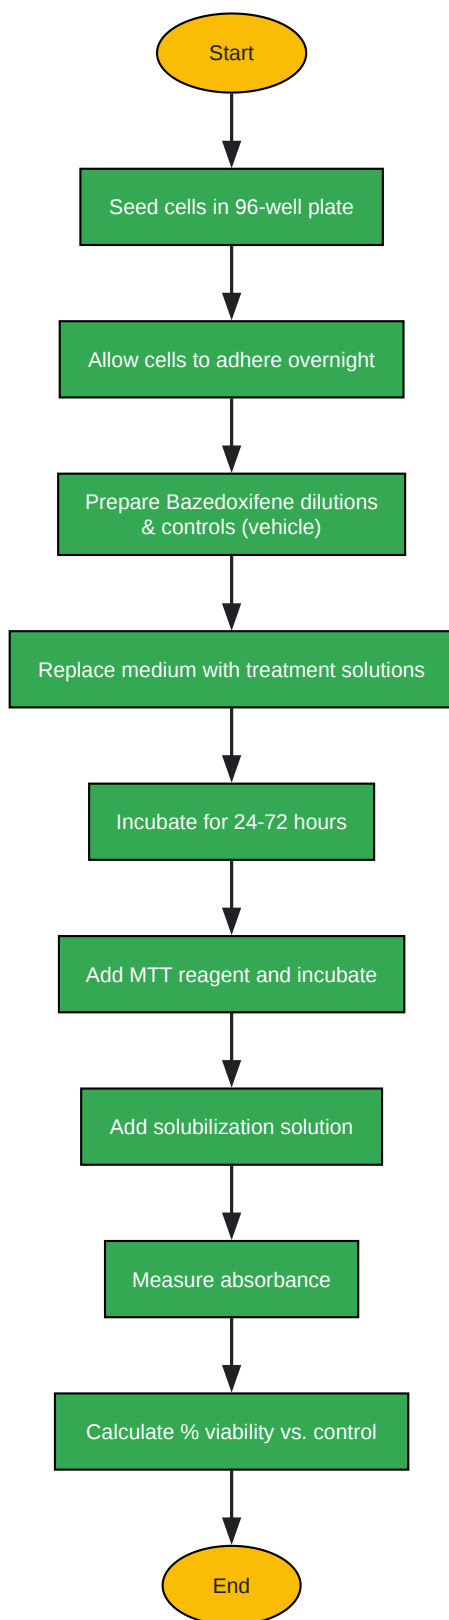 Start
Seed cells in 96-well plate
Allow cells to adhere overnight
Prepare Bazedoxifene dilutions
& controls (vehicle)
Replace medium with treatment solutions
Incubate for 24-72 hours
Add MTT reagent and incubate
Add solubilization solution
Measure absorbance
Calculate % viability vs. control
End